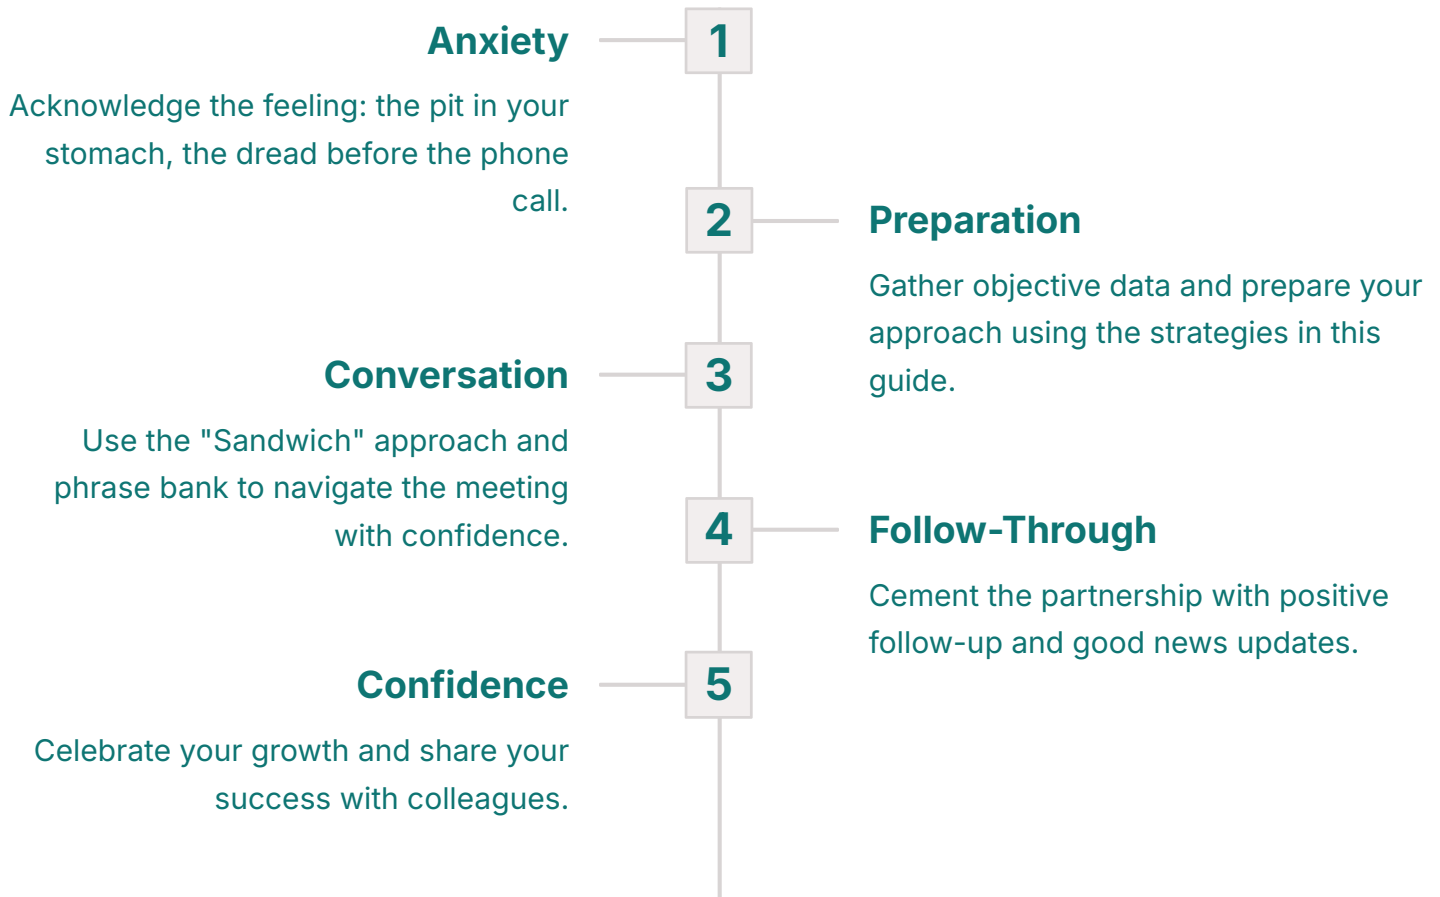 1
Anxiety
Acknowledge the feeling: the pit in your
stomach, the dread before the phone
call.
2
Preparation
Gather objective data and prepare your
approach using the strategies in this
guide.
3
Conversation
Use the "Sandwich" approach and
phrase bank to navigate the meeting
with confidence.
4
Follow-Through
Cement the partnership with positive
follow-up and good news updates.
5
Confidence
Celebrate your growth and share your
success with colleagues.